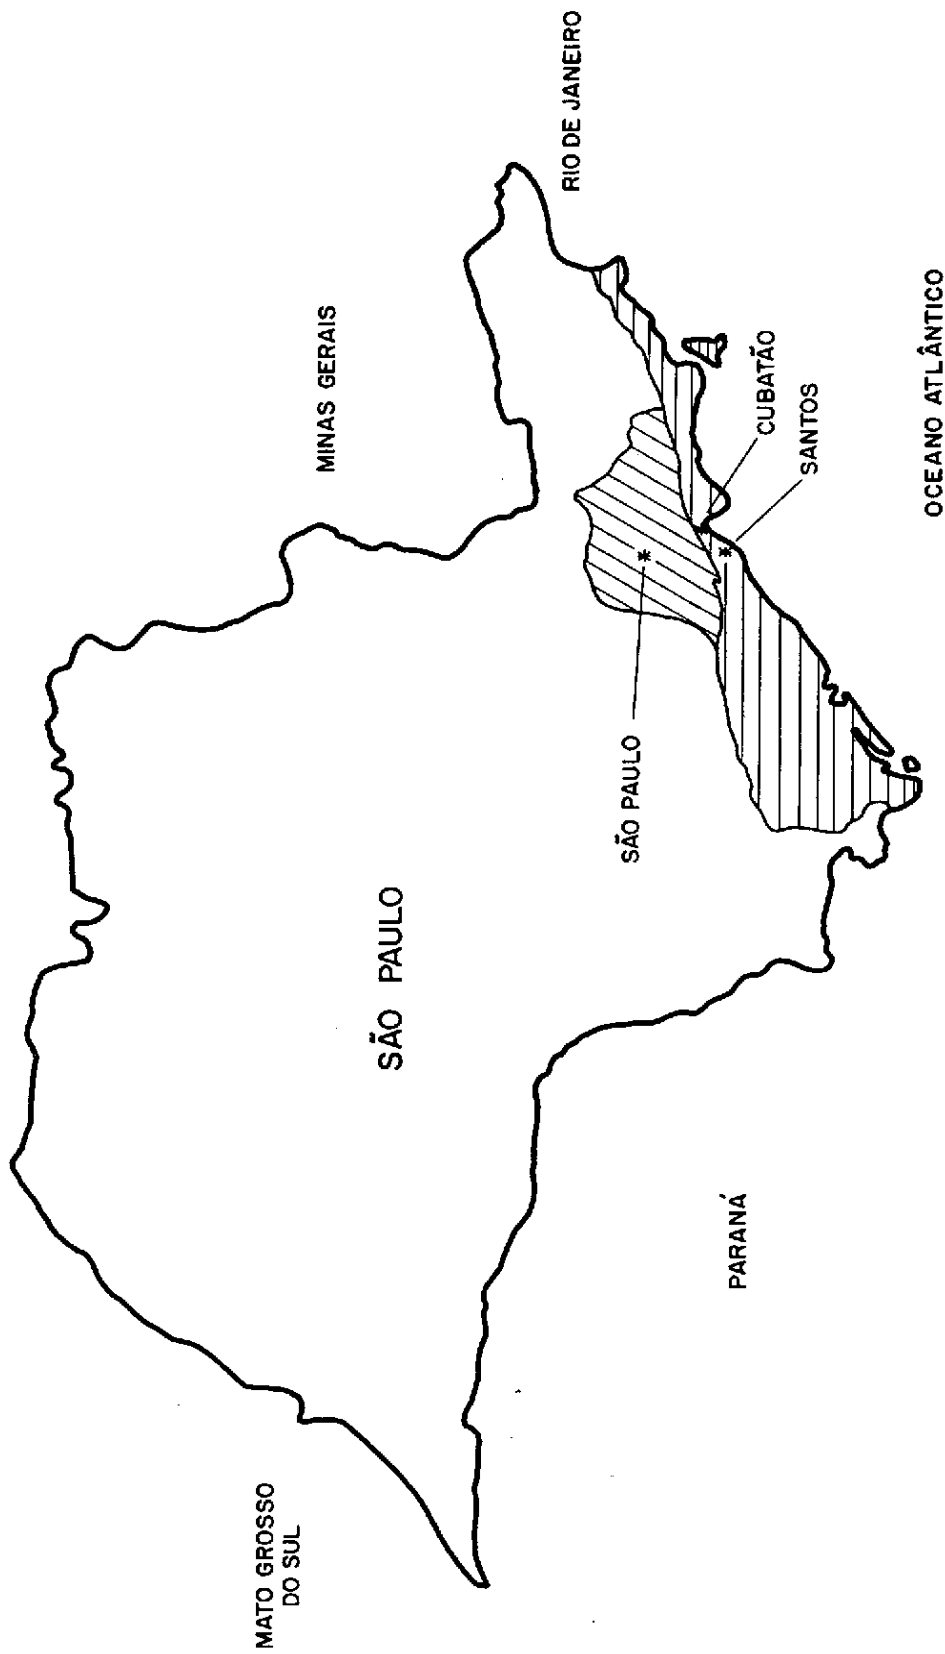 MINAS GERAIS
MATO GROSSO
DO SUL
SÃO PAULO
RIO DE JANEIRO
SÃO PAULO
CUBATÃO
SANTOS
PARANÁ
OCEANO ATLÂNTICO